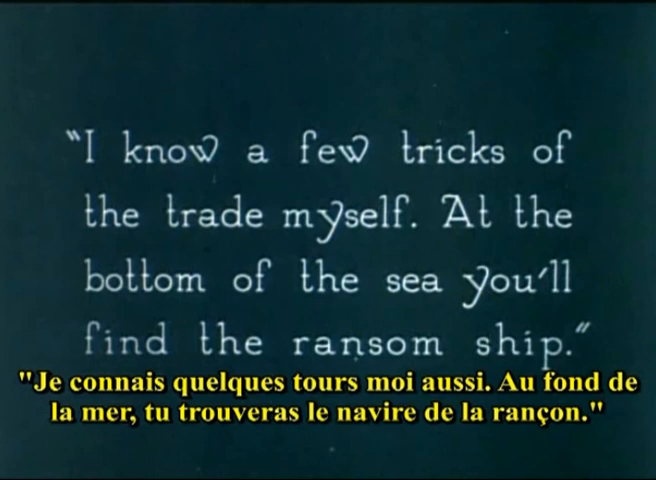 "I know a few tricks of
the trade myself. At the
bottom of the sea you'll
find the ransom ship."
"Je connais quelques tours moi aussi. Au fond de
la mer, tu trouveras le navire de la rançon."